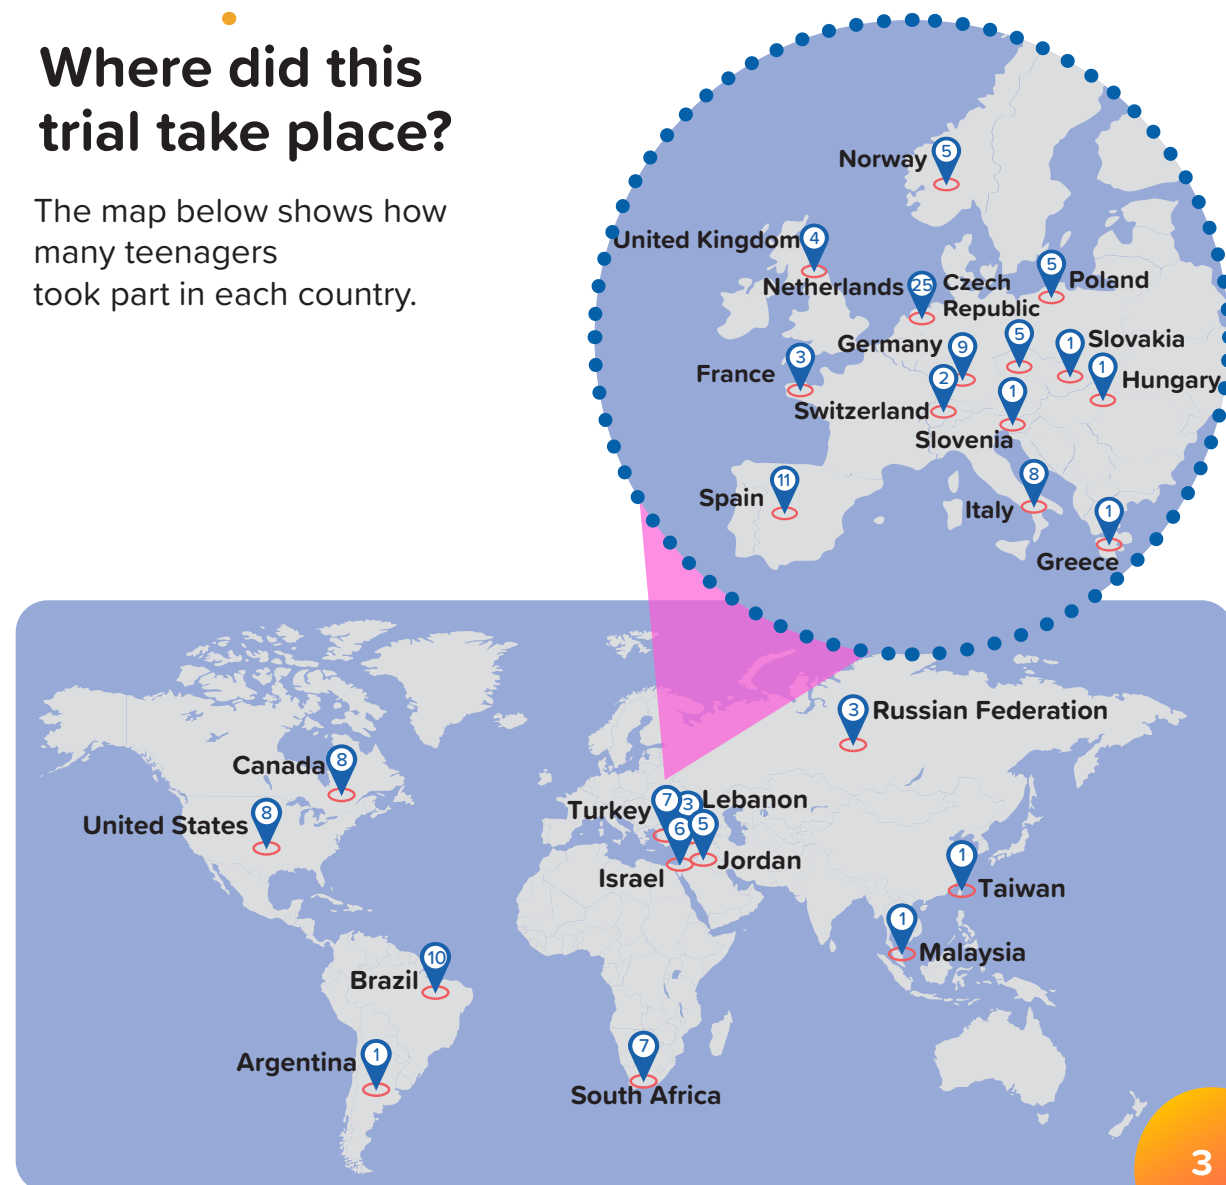 Where did this
trial take place?
The map below shows how
many teenagers
took part in each country.
Norway 5
United Kingdom 4
Netherlands 25
Czech
Republic 5
5 Poland
Germany 9
1 Slovakia
1 Hungary
France 3
Switzerland 2
Slovenia 1
Spain 11
Italy 8
Greece 1
3 Russian Federation
Canada 8
United States 8
Turkey 7
3 Lebanon
Israel 6
5 Jordan
1 Taiwan
1 Malaysia
Brazil 10
Argentina 1
7
South Africa
3